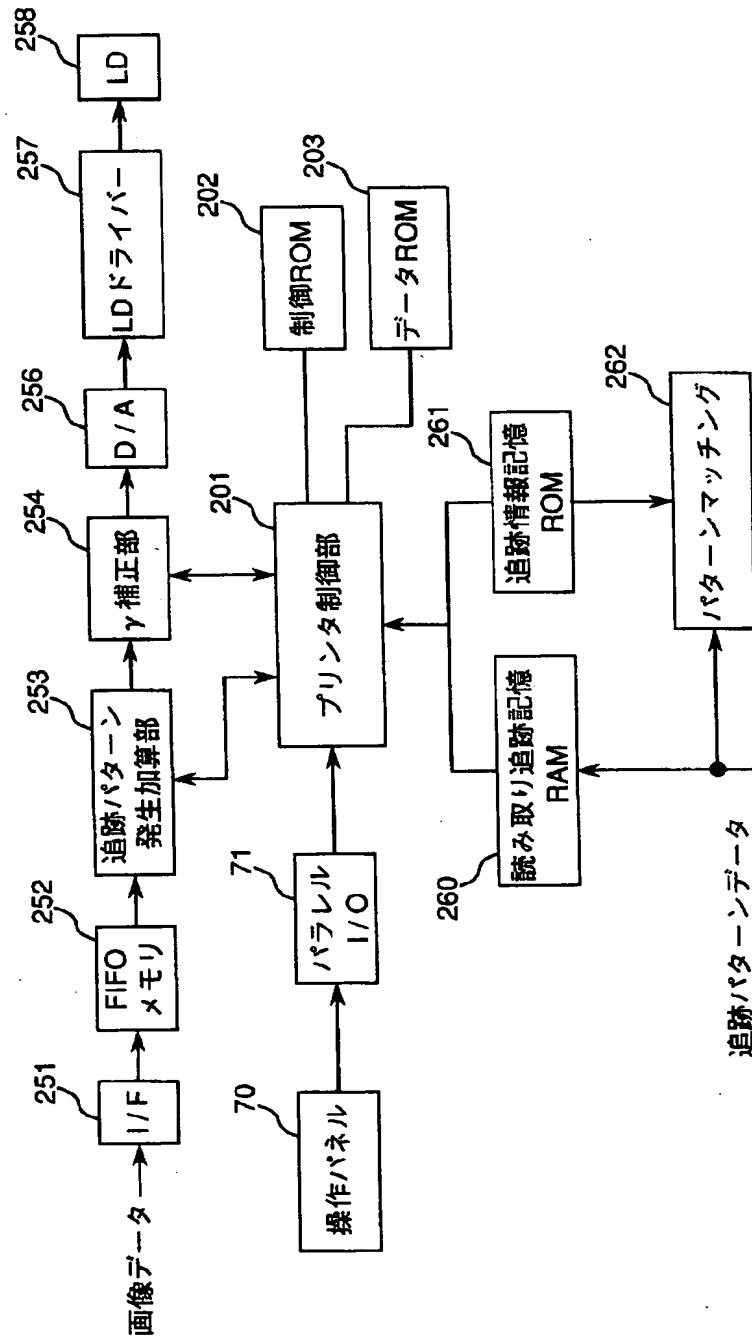 画像データ
251
I/F
252
FIFO
メモリ
253
追跡パターン
発生加算部
254
γ補正部
256
D/A
257
LDドライバー
258
LD
70
操作パネル
71
パラレル
I/O
201
プリンタ制御部
202
制御ROM
203
データROM
260
読み取り追跡記憶
RAM
261
追跡情報記憶
ROM
262
パターンマッチング
追跡パターンデータ